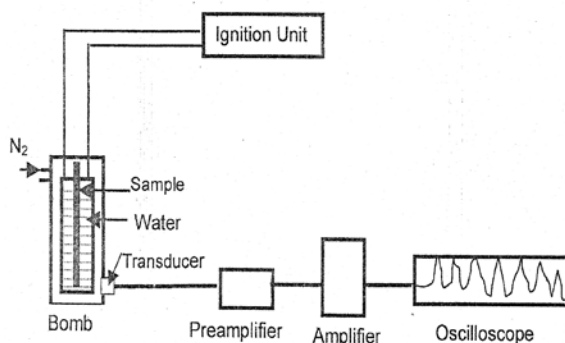 Ignition Unit
N₂
Sample
Water
Transducer
Bomb
Preamplifier
Amplifier
Oscilloscope